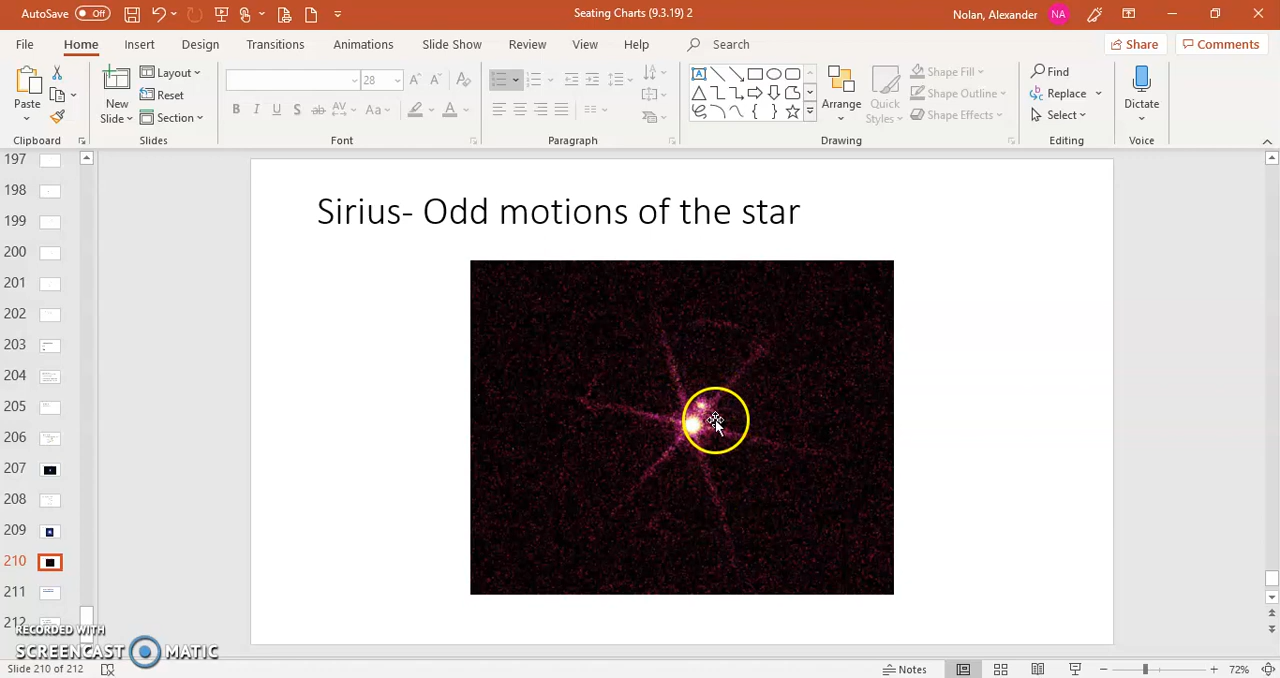 AutoSave Off Seating Charts (9.3.19) 2 Nolan, Alexander NA
File Home Insert Design Transitions Animations Slide Show Review View Help Search Share Comments
Paste New Slide Layout Reset Section 28 Arrange Quick Styles Shape Fill Shape Outline Shape Effects Find Replace Select Dictate
Clipboard Slides Font Paragraph Drawing Editing Voice
197
198
199
200
201
202
203
204
205
206
207
208
209
210
211
212
Sirius- Odd motions of the star
RECORDED WITH
SCREENCAST MATIC
Slide 210 of 212 Notes 72%